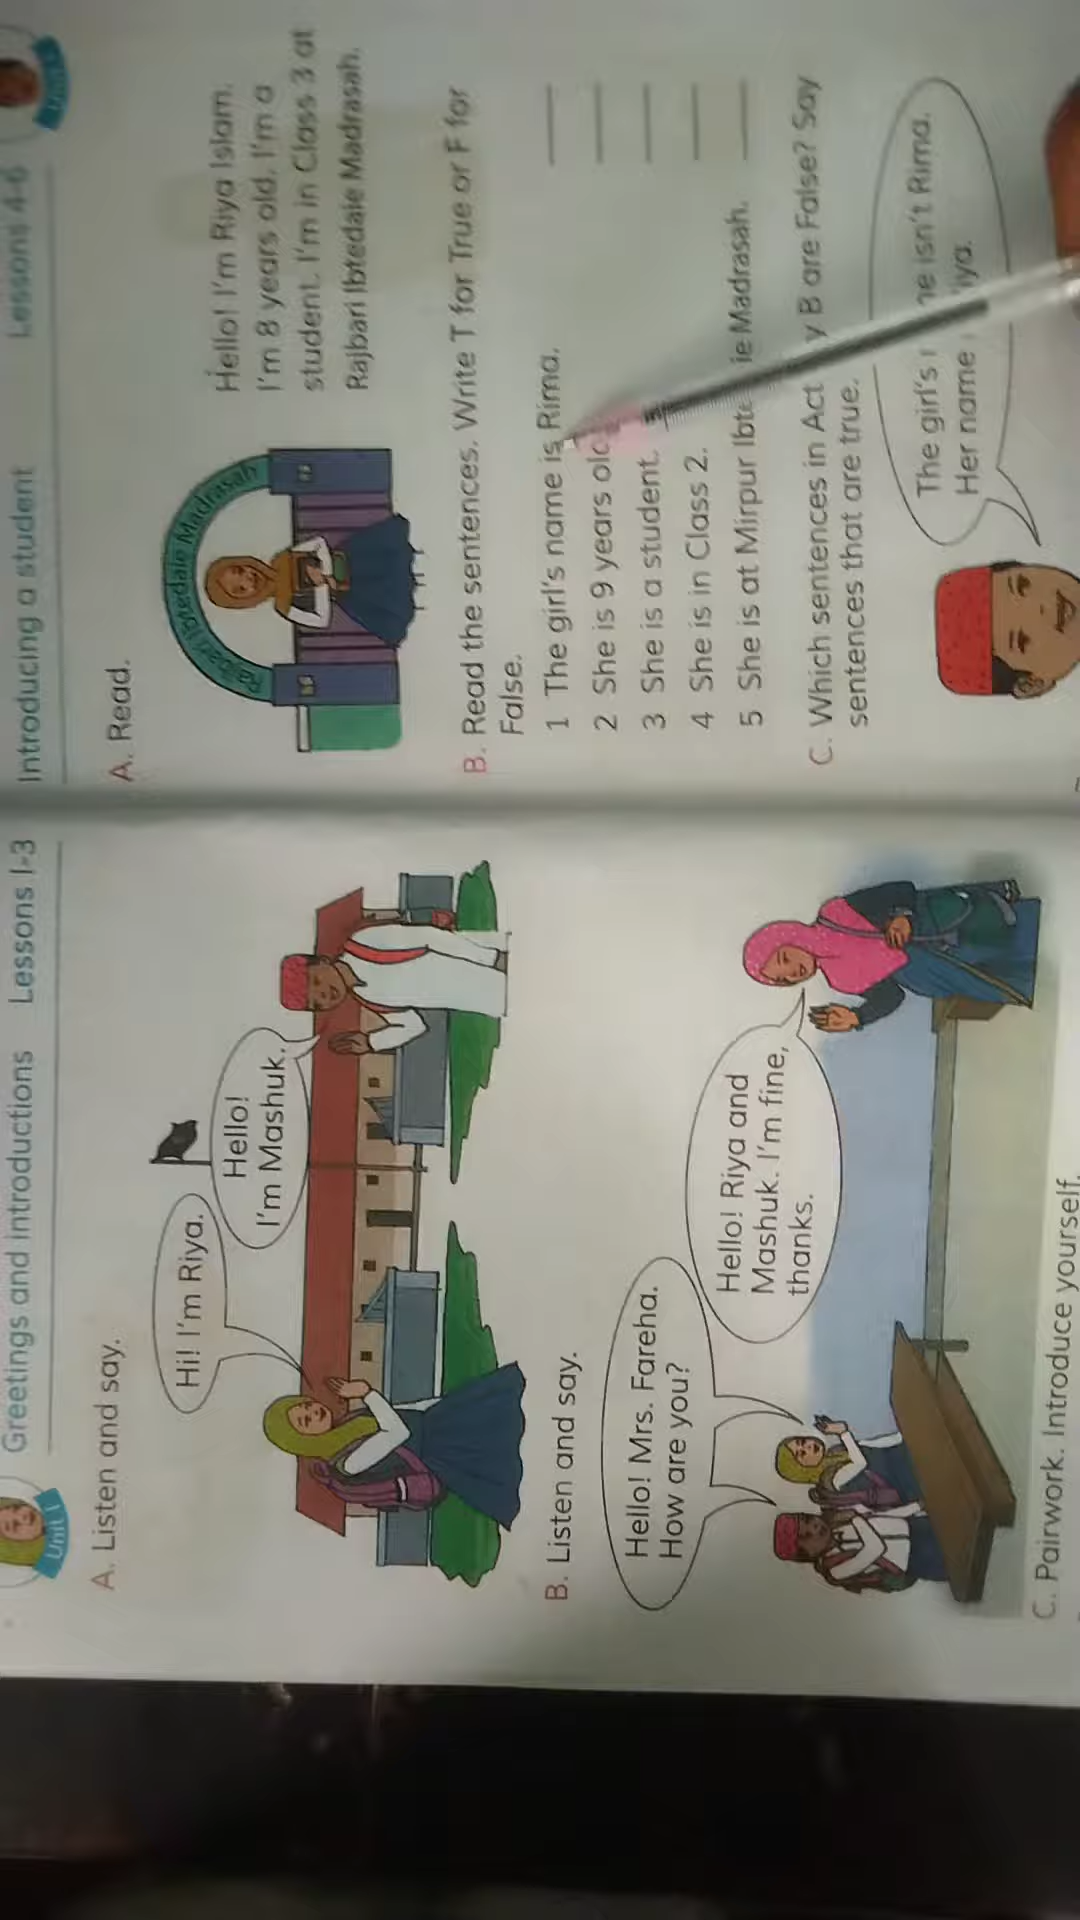 Greetings and introductions Lessons 1-3
Unit 1
A. Listen and say.
Hi! I'm Riya.
Hello!
I'm Mashuk.
B. Listen and say.
Hello! Mrs. Fareha.
How are you?
Hello! Riya and
Mashuk. I'm fine,
thanks.
C. Pairwork. Introduce yourself.
Introducing a student Lessons 4-6
A. Read.
Rajbari Ibtedaie Madrasah
Hello! I'm Riya Islam.
I'm 8 years old. I'm a
student. I'm in Class 3 at
Rajbari Ibtedaie Madrasah.
B. Read the sentences. Write T for True or F for
False.
1 The girl's name is Rima.
2 She is 9 years old
3 She is a student.
4 She is in Class 2.
5 She is at Mirpur Ibte ie Madrasah.
C. Which sentences in Act y B are False? Say
sentences that are true.
The girl's isn't Rima.
Her name